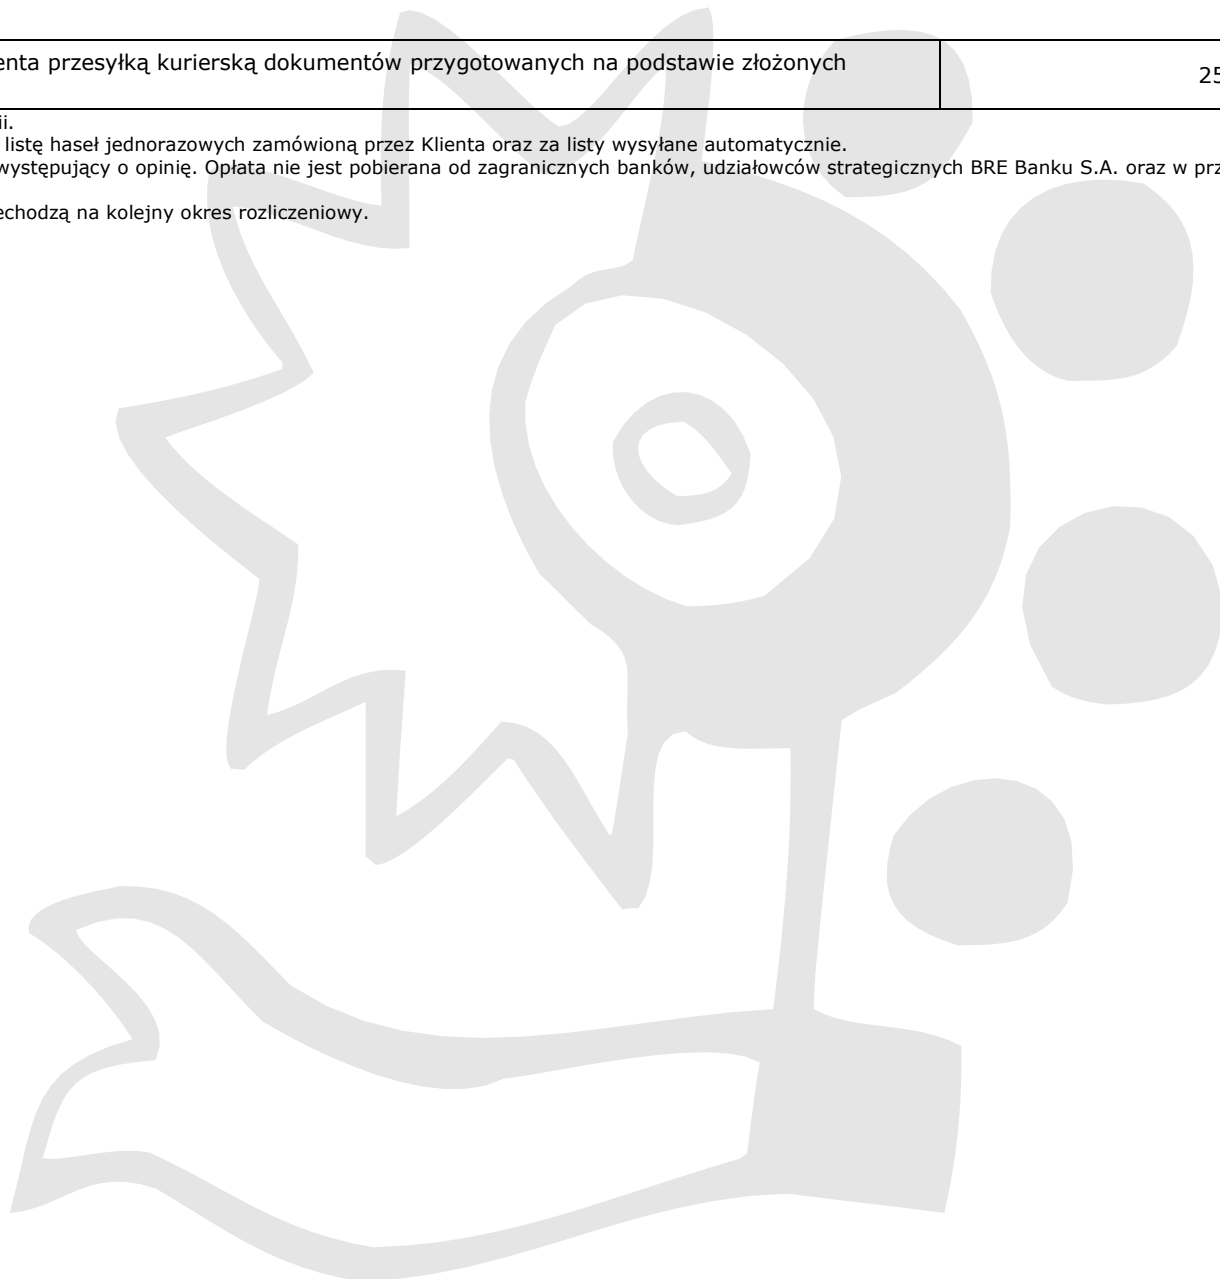 enta przesyłką kurierską dokumentów przygotowanych na podstawie złożonych
25
ii.
listę haseł jednorazowych zamówioną przez Klienta oraz za listy wysyłane automatycznie.
występujący o opinię. Opłata nie jest pobierana od zagranicznych banków, udziałowców strategicznych BRE Banku S.A. oraz w prz
echodzą na kolejny okres rozliczeniowy.